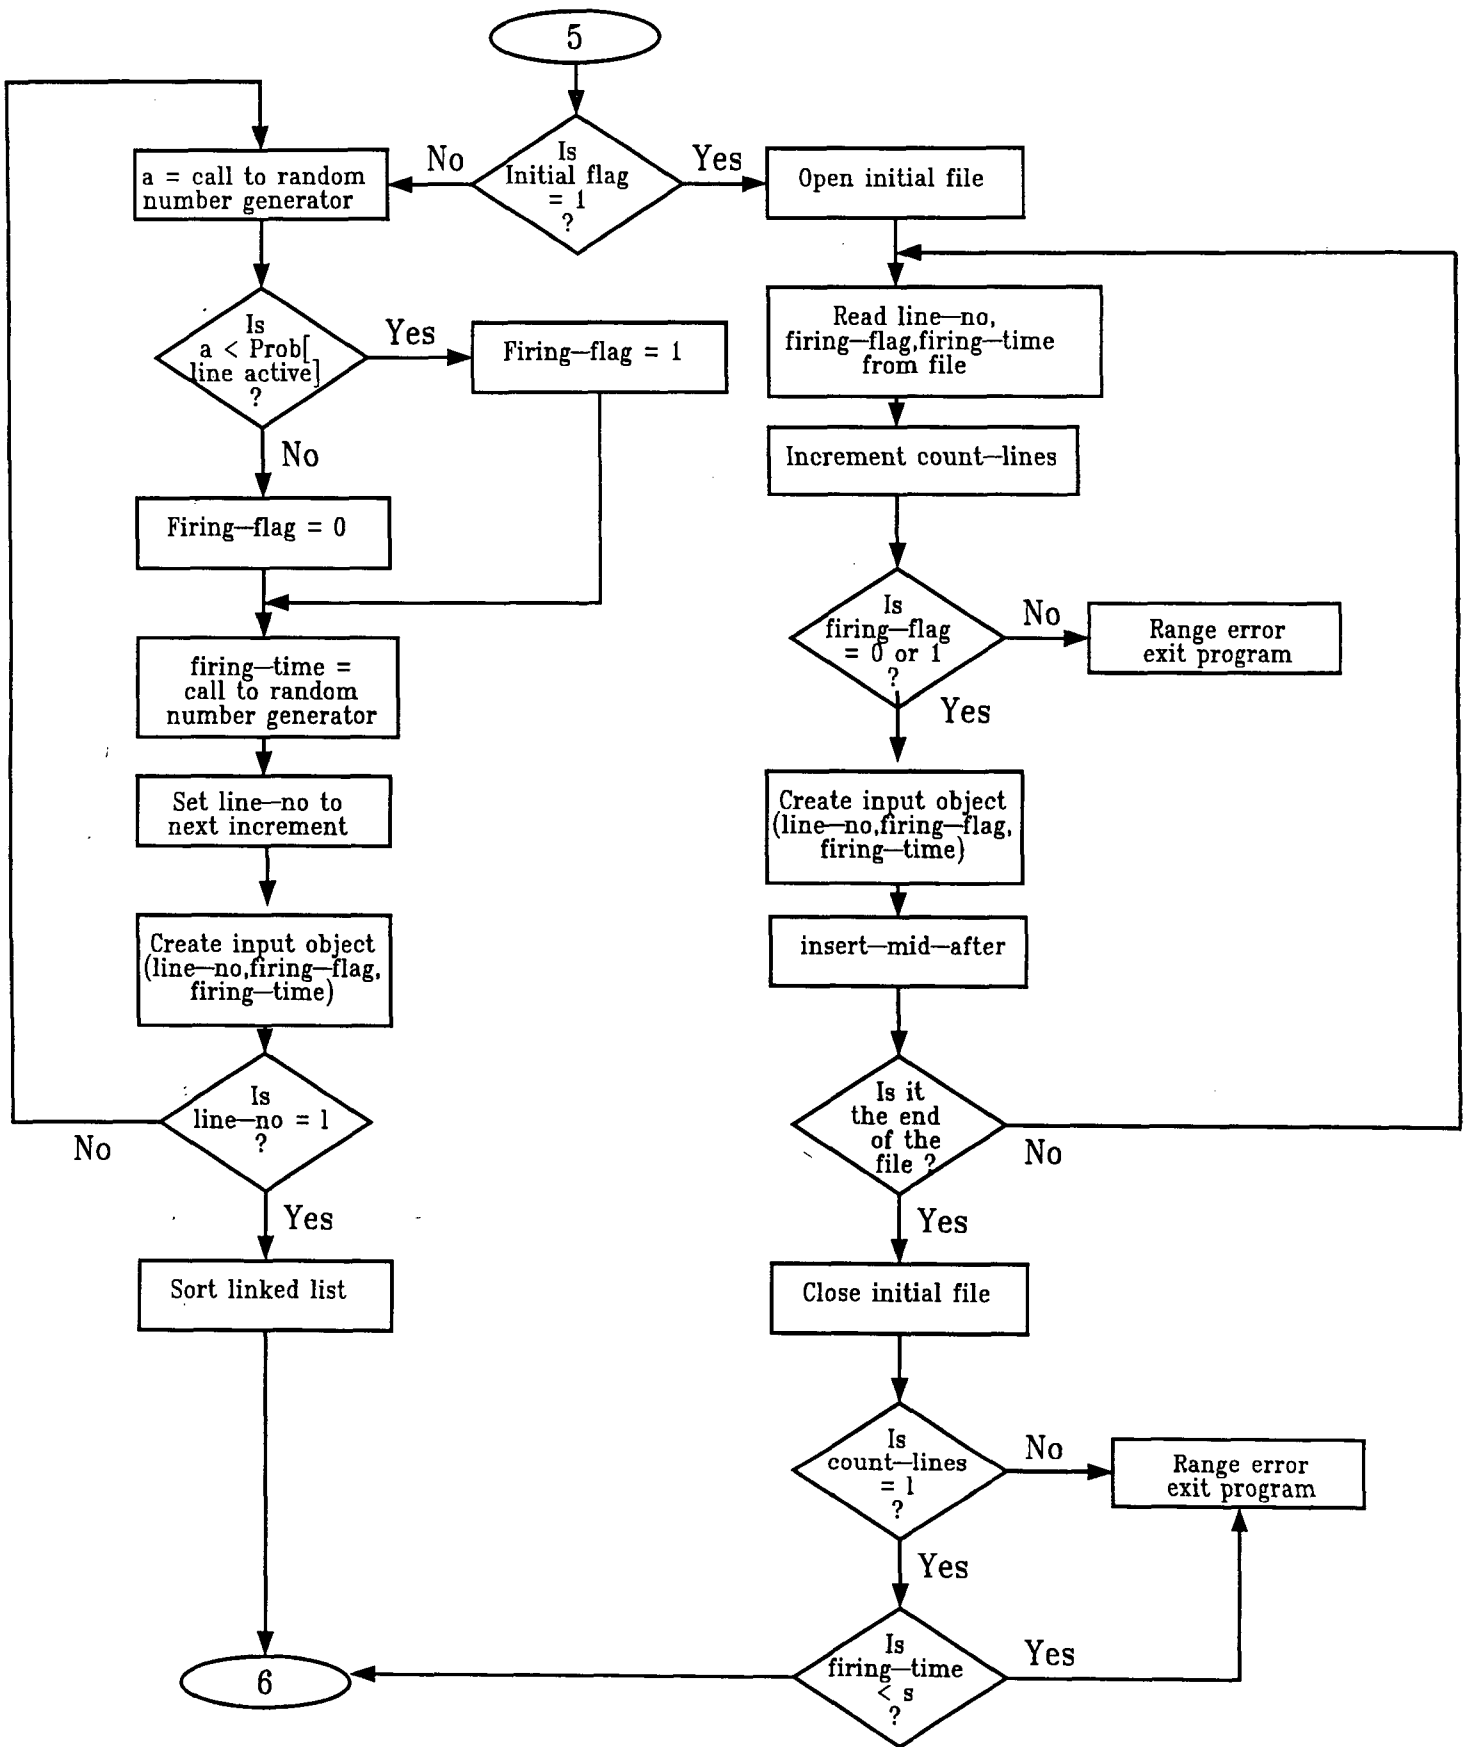 5
Is
Initial flag
= 1
?
No
Yes
a = call to random
number generator
Open initial file
Is
a < Prob[
line active]
?
Yes
Firing—flag = 1
No
Firing—flag = 0
firing—time =
call to random
number generator
Set line—no to
next increment
Create input object
(line—no,firing—flag,
firing—time)
Is
line—no = l
?
No
Yes
Sort linked list
Read line—no,
firing—flag,firing—time
from file
Increment count—lines
Is
firing—flag
= 0 or 1
?
No
Range error
exit program
Yes
Create input object
(line—no,firing—flag,
firing—time)
insert—mid—after
Is it
the end
of the
file ?
No
Yes
Close initial file
Is
count—lines
= l
?
No
Range error
exit program
Yes
Is
firing—time
< s
?
Yes
6